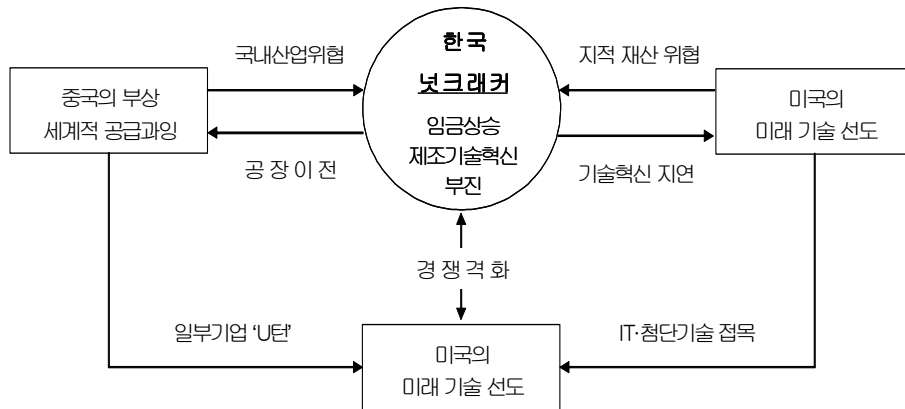 한국
넛크래커
임금상승
제조기술혁신
부진
국내산업위협
지적 재산 위협
중국의 부상
세계적 공급과잉
미국의
미래 기술 선도
공 장 이 전
기술혁신 지연
경 쟁 격 화
일부기업 ‘U턴’
IT·첨단기술 접목
미국의
미래 기술 선도